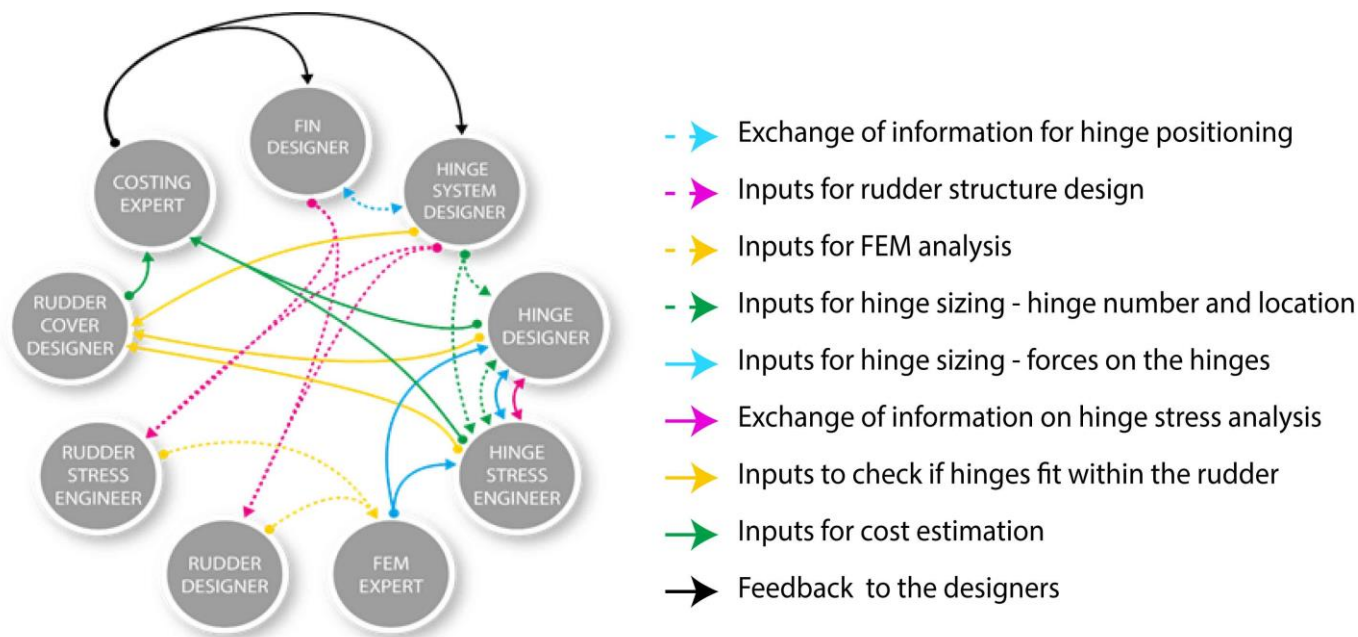 FIN
DESIGNER
COSTING
EXPERT
HINGE
SYSTEM
DESIGNER
RUDDER
COVER
DESIGNER
HINGE
DESIGNER
RUDDER
STRESS
ENGINEER
HINGE
STRESS
ENGINEER
RUDDER
DESIGNER
FEM
EXPERT
Exchange of information for hinge positioning
Inputs for rudder structure design
Inputs for FEM analysis
Inputs for hinge sizing - hinge number and location
Inputs for hinge sizing - forces on the hinges
Exchange of information on hinge stress analysis
Inputs to check if hinges fit within the rudder
Inputs for cost estimation
Feedback to the designers